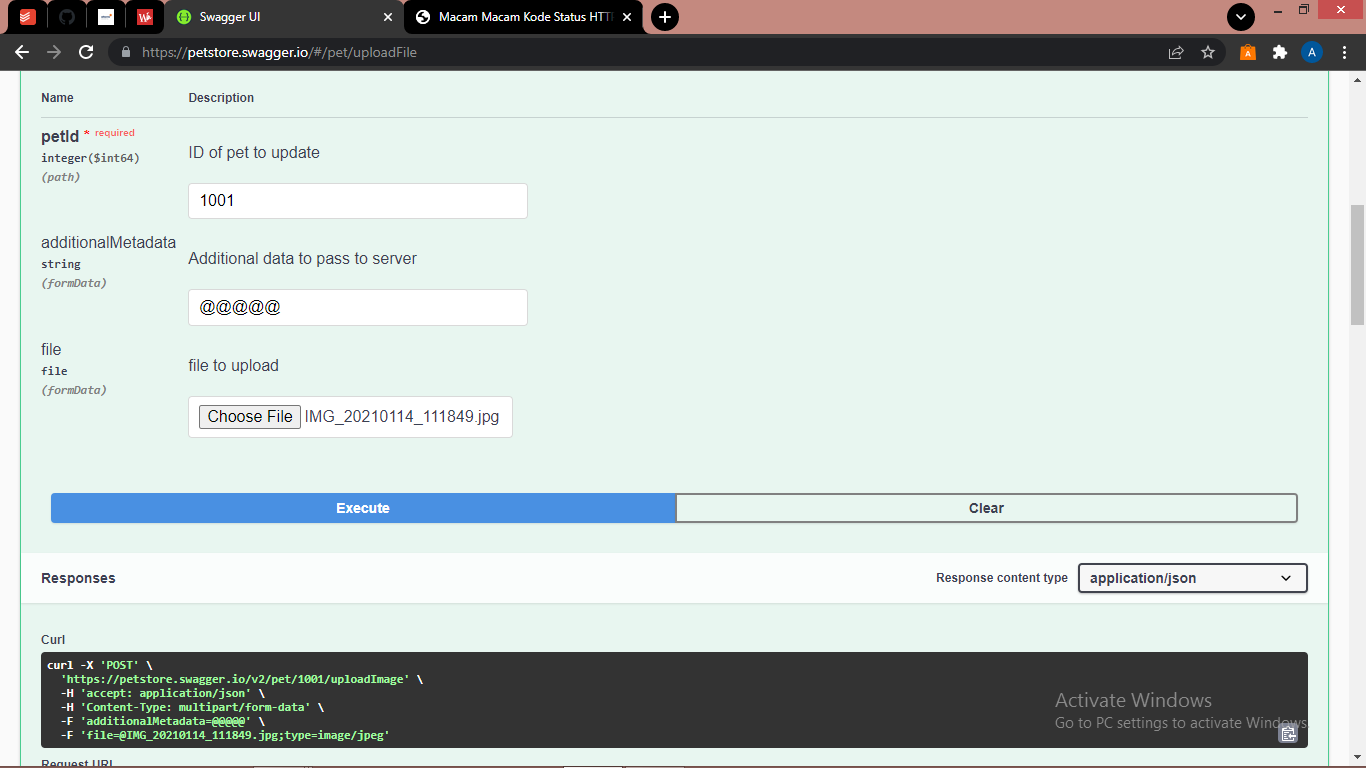 Swagger UI
Macam Macam Kode Status HTT
https://petstore.swagger.io/#/pet/uploadFile
A
Name Description
petId * required
integer($int64)
(path)
ID of pet to update
1001
additionalMetadata
string
(formData)
Additional data to pass to server
@@@@@
file
file
(formData)
file to upload
Choose File IMG_20210114_111849.jpg
Execute Clear
Responses Response content type application/json
Curl
curl -X 'POST' \
'https://petstore.swagger.io/v2/pet/1001/uploadImage' \
-H 'accept: application/json' \
-H 'Content-Type: multipart/form-data' \
-F 'additionalMetadata=@@@@@' \
-F 'file=@IMG_20210114_111849.jpg;type=image/jpeg'
Activate Windows
Go to PC settings to activate Windows.
Request URL